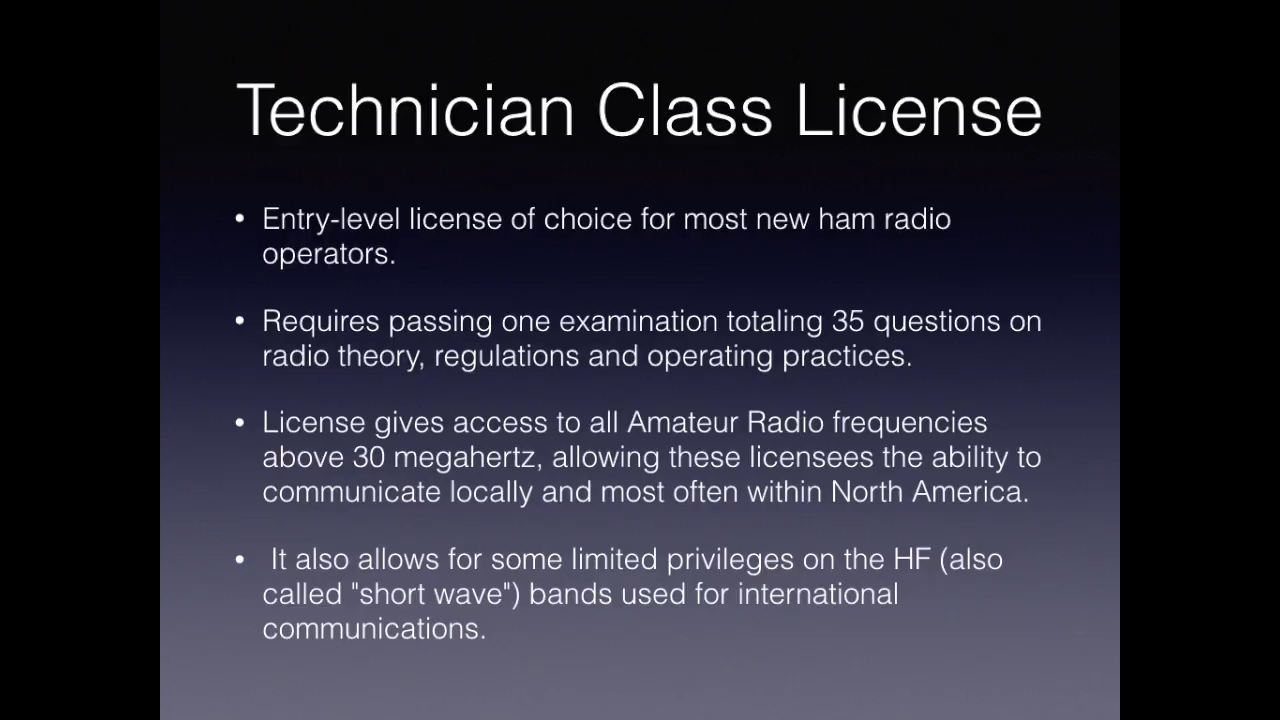 Technician Class License
• Entry-level license of choice for most new ham radio
operators.
• Requires passing one examination totaling 35 questions on
radio theory, regulations and operating practices.
• License gives access to all Amateur Radio frequencies
above 30 megahertz, allowing these licensees the ability to
communicate locally and most often within North America.
• It also allows for some limited privileges on the HF (also
called "short wave") bands used for international
communications.